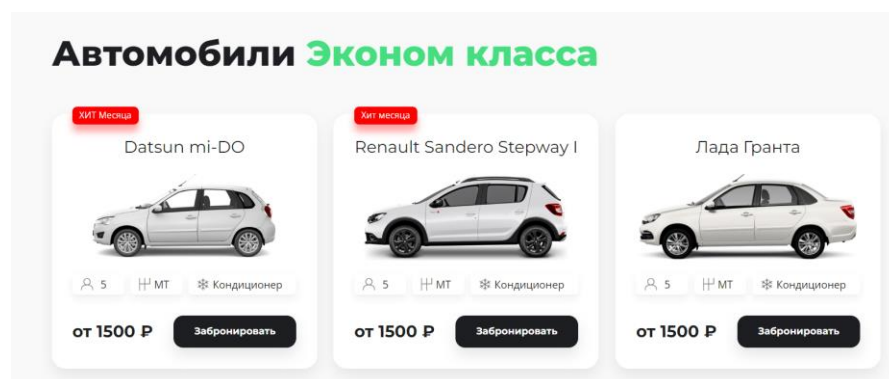 Автомобили Эконом класса
ХИТ Месяца
Datsun mi-DO
5 МТ Кондиционер
от 1500 ₽ Забронировать
Хит месяца
Renault Sandero Stepway I
5 МТ Кондиционер
от 1500 ₽ Забронировать
Лада Гранта
5 МТ Кондиционер
от 1500 ₽ Забронировать